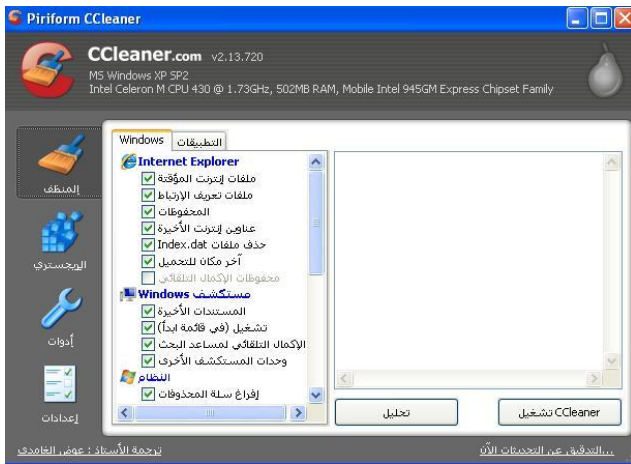 Piriform CCleaner
CCleaner.com v2.13.720
MS Windows XP SP2
Intel Celeron M CPU 430 @ 1.73GHz, 502MB RAM, Mobile Intel 945GM Express Chipset Family
المنظف
الريجستري
أدوات
إعدادات
Windows
التطبيقات
Internet Explorer
ملفات إنترنت المؤقتة
ملفات تعريف الإرتباط
المحفوظات
عناوين إنترنت الأخيرة
حذف ملفات Index.dat
آخر مكان للتحميل
محفوظات الإكمال التلقائي
مستكشف Windows
المستندات الأخيرة
تشغيل (في قائمة ابدأ)
الإكمال التلقائي لمساعد البحث
وحدات المستكشف الأخرى
النظام
إفراغ سلة المحذوفات
تحليل
تشغيل CCleaner
ترجمة الأستاذ : عوض الغامدي
التدقيق عن التحديثات الآن...